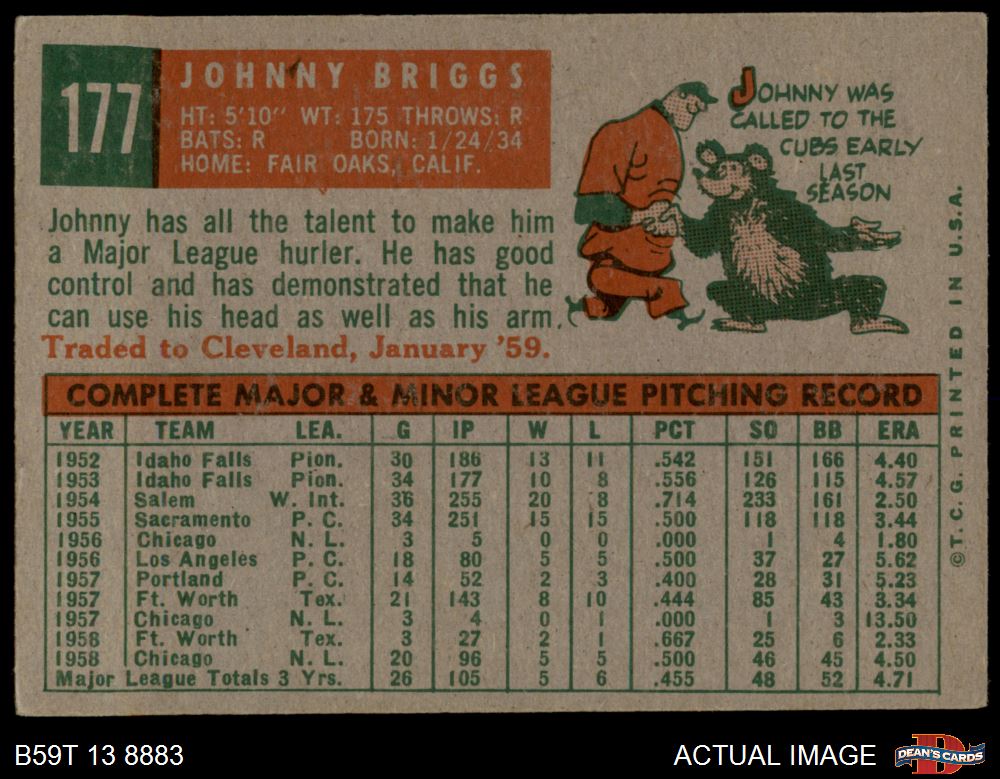 177
JOHNNY BRIGGS
HT: 5'10" WT: 175 THROWS: R
BATS: R BORN: 1/24/34
HOME: FAIR OAKS, CALIF.
JOHNNY WAS
CALLED TO THE
CUBS EARLY
LAST
SEASON
Johnny has all the talent to make him
a Major League hurler. He has good
control and has demonstrated that he
can use his head as well as his arm.
Traded to Cleveland, January '59.
COMPLETE MAJOR & MINOR LEAGUE PITCHING RECORD
YEAR TEAM LEA. G IP W L PCT SO BB ERA
1952 Idaho Falls Pion. 30 186 13 11 .542 151 166 4.40
1953 Idaho Falls Pion. 34 177 10 8 .556 126 115 4.57
1954 Salem W. Int. 36 255 20 8 .714 233 161 2.50
1955 Sacramento P. C. 34 251 15 15 .500 118 118 3.44
1956 Chicago N. L. 3 5 0 0 .000 1 4 1.80
1956 Los Angeles P. C. 18 80 5 5 .500 37 27 5.62
1957 Portland P. C. 14 52 2 3 .400 28 31 5.23
1957 Ft. Worth Tex. 21 143 8 10 .444 85 43 3.34
1957 Chicago N. L. 3 4 0 1 .000 1 3 13.50
1958 Ft. Worth Tex. 3 27 2 1 .667 25 6 2.33
1958 Chicago N. L. 20 96 5 5 .500 46 45 4.50
Major League Totals 3 Yrs. 26 105 5 6 .455 48 52 4.71
©T. C. G. PRINTED IN U.S.A.
B59T 13 8883
ACTUAL IMAGE
DEAN'S CARDS